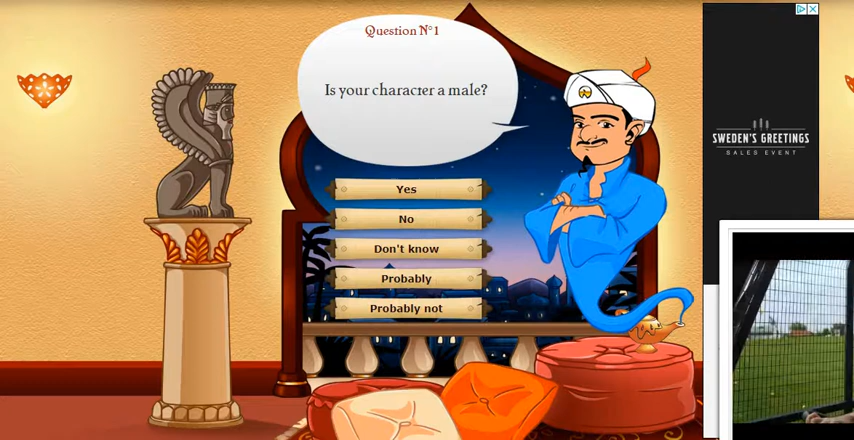 Question N°1
Is your character a male?
Yes
No
Don't know
Probably
Probably not
SWEDEN'S GREETINGS
SALES EVENT